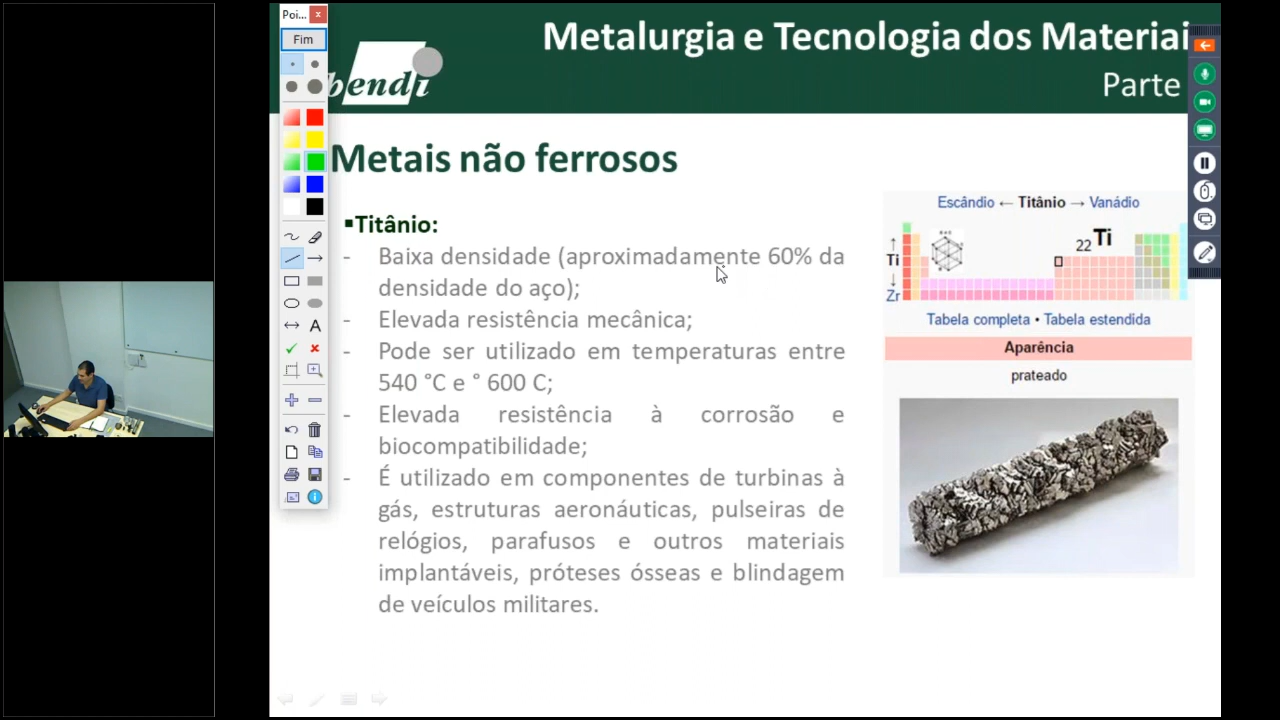 Poi...
Fim
A
Metalurgia e Tecnologia dos Materiai
Parte
bendi
Metais não ferrosos
▪Titânio:
- Baixa densidade (aproximadamente 60% da
densidade do aço);
- Elevada resistência mecânica;
- Pode ser utilizado em temperaturas entre
540 °C e ° 600 C;
- Elevada resistência à corrosão e
biocompatibilidade;
- É utilizado em componentes de turbinas à
gás, estruturas aeronáuticas, pulseiras de
relógios, parafusos e outros materiais
implantáveis, próteses ósseas e blindagem
de veículos militares.
Escândio ← Titânio → Vanádio
22Ti
↑
Ti
↓
Zr
Tabela completa • Tabela estendida
Aparência
prateado